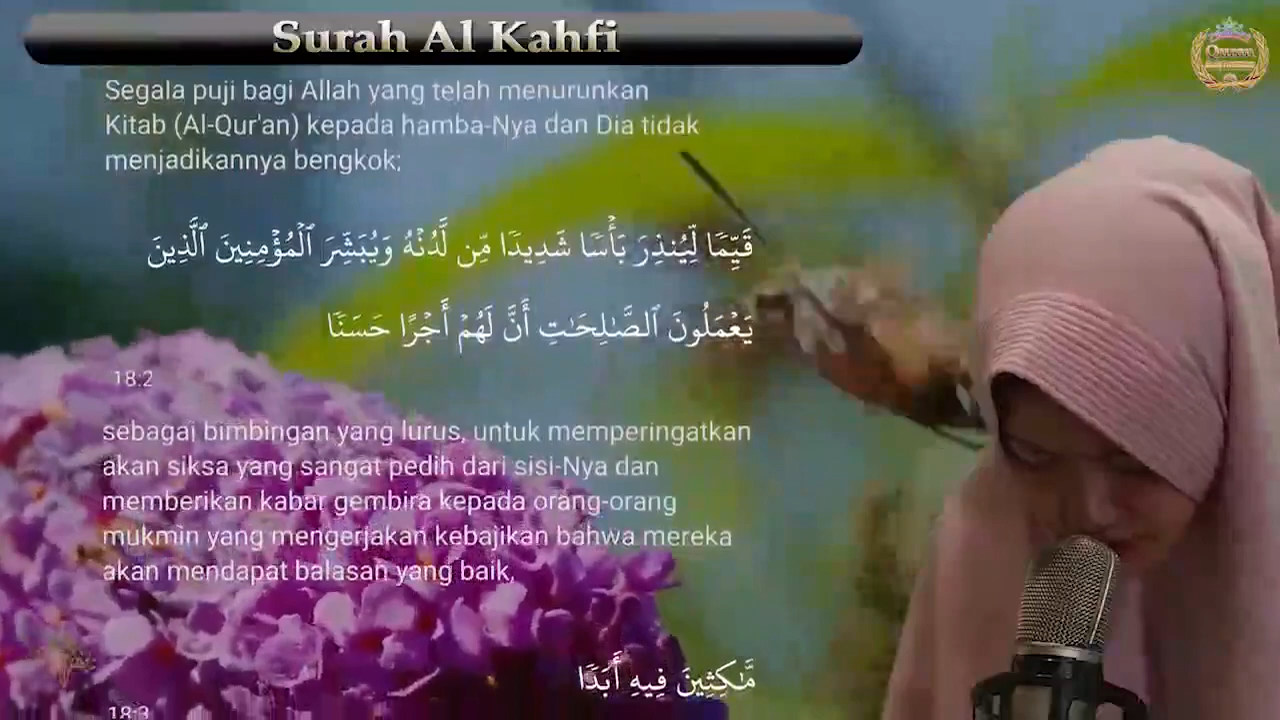 Surah Al Kahfi
Segala puji bagi Allah yang telah menurunkan
Kitab (Al-Qur'an) kepada hamba-Nya dan Dia tidak
menjadikannya bengkok;
قَيِّمًا لِّيُنذِرَ بَأْسًا شَدِيدًا مِّن لَّدُنْهُ وَيُبَشِّرَ ٱلْمُؤْمِنِينَ ٱلَّذِينَ
يَعْمَلُونَ ٱلصَّـٰلِحَـٰتِ أَنَّ لَهُمْ أَجْرًا حَسَنًا
18:2
sebagai bimbingan yang lurus, untuk memperingatkan
akan siksa yang sangat pedih dari sisi-Nya dan
memberikan kabar gembira kepada orang-orang
mukmin yang mengerjakan kebajikan bahwa mereka
akan mendapat balasan yang baik,
مَّـٰكِثِينَ فِيهِ أَبَدًا
18:3